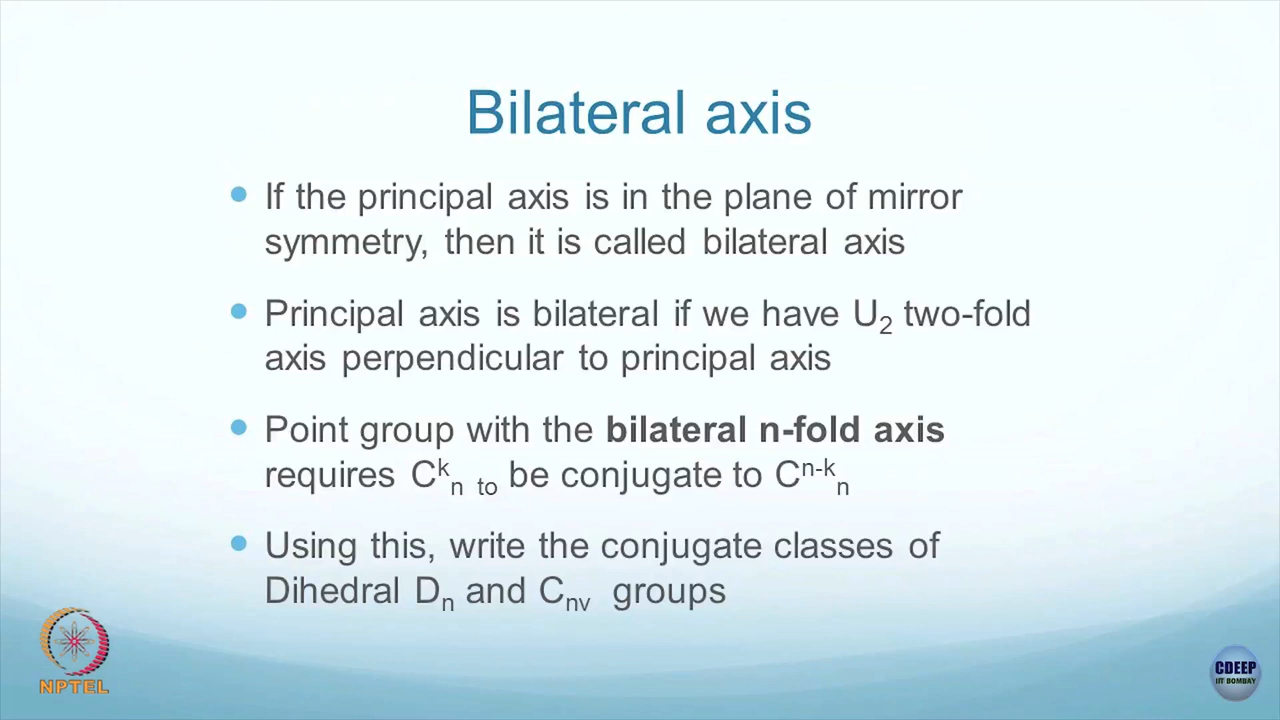 Bilateral axis
• If the principal axis is in the plane of mirror
symmetry, then it is called bilateral axis
• Principal axis is bilateral if we have U₂ two-fold
axis perpendicular to principal axis
• Point group with the bilateral n-fold axis
requires Cᵏₙ ₜₒ be conjugate to Cⁿ⁻ᵏₙ
• Using this, write the conjugate classes of
Dihedral Dₙ and Cₙᵥ groups
NPTEL
CDEEP
IIT BOMBAY